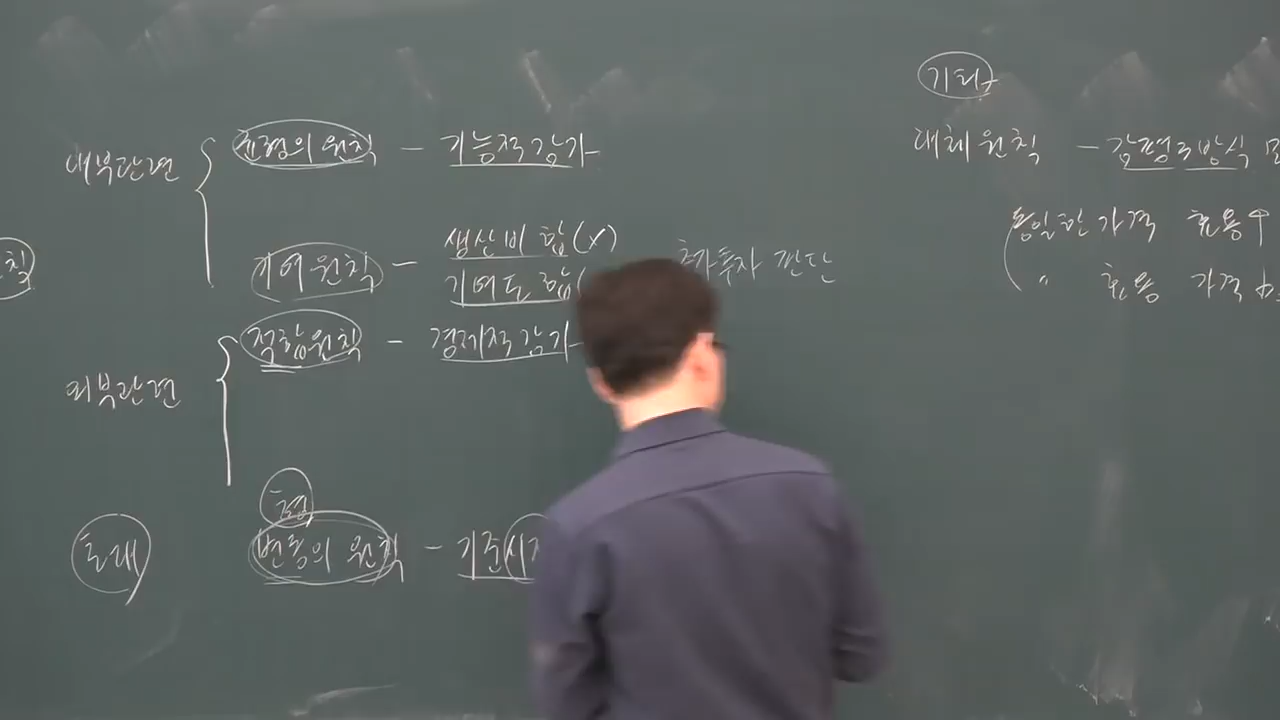 칙
내부관련
균형의 원칙 – 기능적 감가
기여원칙 – 생산비 합(x)
기여도 합(
추가투자 판단
외부관련
적합원칙 – 경제적 감가
토대
변동의 원칙 – 기준시
기타
대체원칙 – 감정평방식
동일한 가격 효용↑
〃 효용 가격↓